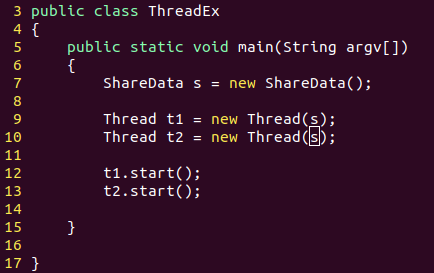 3 public class ThreadEx
4 {
5     public static void main(String argv[])
6     {
7         ShareData s = new ShareData();
8
9         Thread t1 = new Thread(s);
10         Thread t2 = new Thread(s);
11
12         t1.start();
13         t2.start();
14
15     }
16
17 }